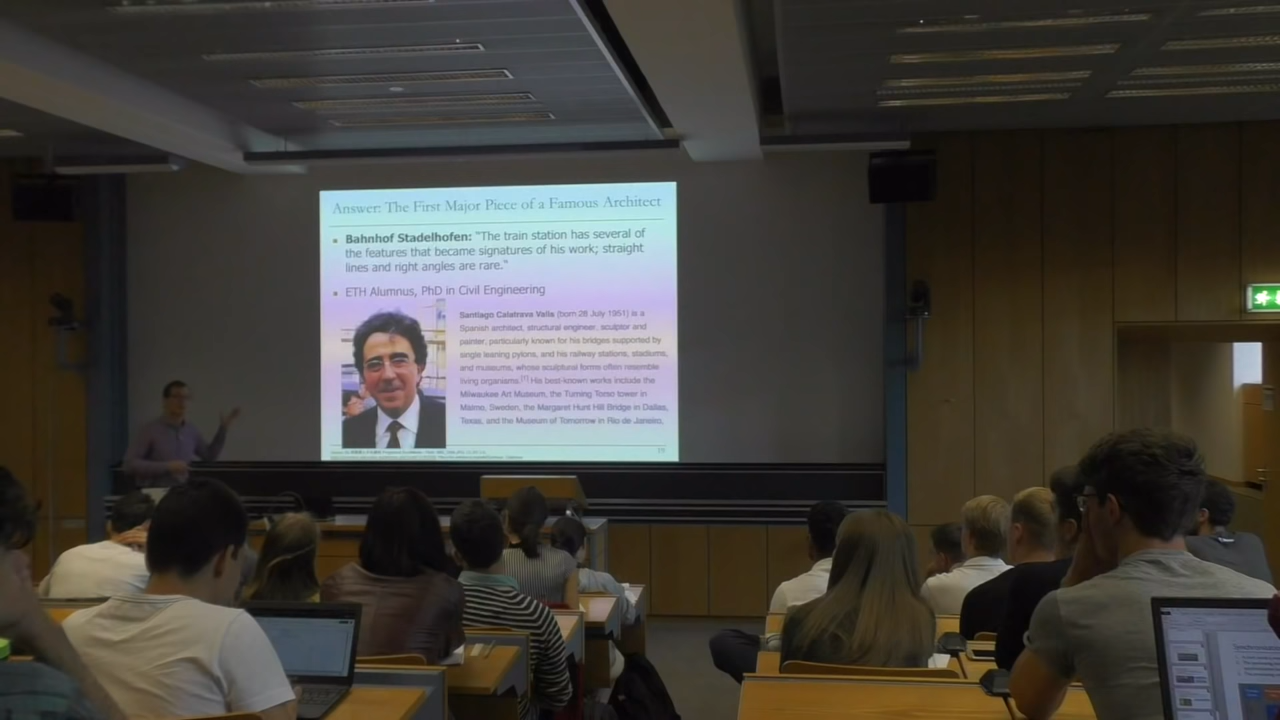 Answer: The First Major Piece of a Famous Architect
Bahnhof Stadelhofen: "The train station has several of
the features that became signatures of his work; straight
lines and right angles are rare."
ETH Alumnus, PhD in Civil Engineering
Santiago Calatrava Valls (born 28 July 1951) is a
Spanish architect, structural engineer, sculptor and
painter, particularly known for his bridges supported by
single leaning pylons, and his railway stations, stadiums,
and museums, whose sculptural forms often resemble
living organisms.[1] His best-known works include the
Milwaukee Art Museum, the Turning Torso tower in
Malmö, Sweden, the Margaret Hunt Hill Bridge in Dallas,
Texas, and the Museum of Tomorrow in Rio de Janeiro,